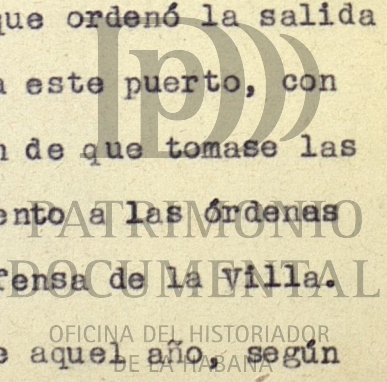 que ordenó la salida
a este puerto, con
n de que tomase las
ento a las órdenes
PATRIMONIO
fensa de la Villa.
DOCUMENTAL
OFICINA DEL HISTORIADOR
e aquel año, según
DE LA HABANA